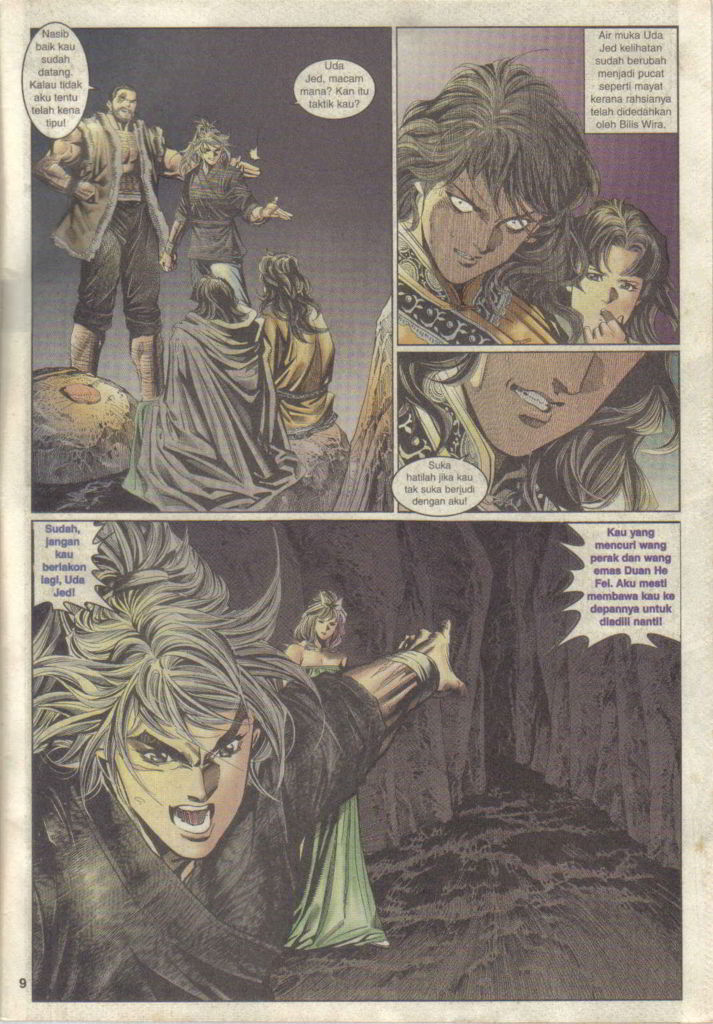 Nasib
baik kau
sudah
datang.
Kalau tidak
aku tentu
telah kena
tipu!
Uda
Jed, macam
mana? Kan itu
taktik kau?
Air muka Uda
Jed kelihatan
sudah berubah
menjadi pucat
seperti mayat
kerana rahsianya
telah didedahkan
oleh Bilis Wira.
Suka
hatilah jika kau
tak suka berjudi
dengan aku!
Sudah,
jangan
kau
berlakon
lagi, Uda
Jed!
Kau yang
mencuri wang
perak dan wang
emas Duan He
Fei. Aku mesti
membawa kau ke
depannya untuk
diadili nanti!
9